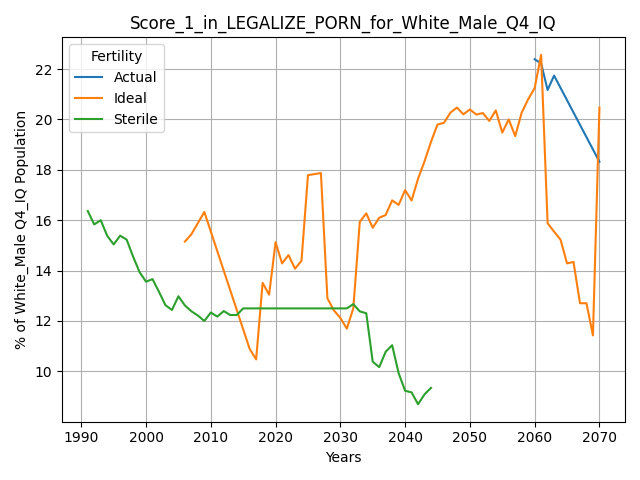 Score_1_in_LEGALIZE_PORN_for_White_Male_Q4_IQ
Fertility
Actual
Ideal
Sterile
% of White_Male Q4_IQ Population
22
20
18
16
14
12
10
1990 2000 2010 2020 2030 2040 2050 2060 2070
Years